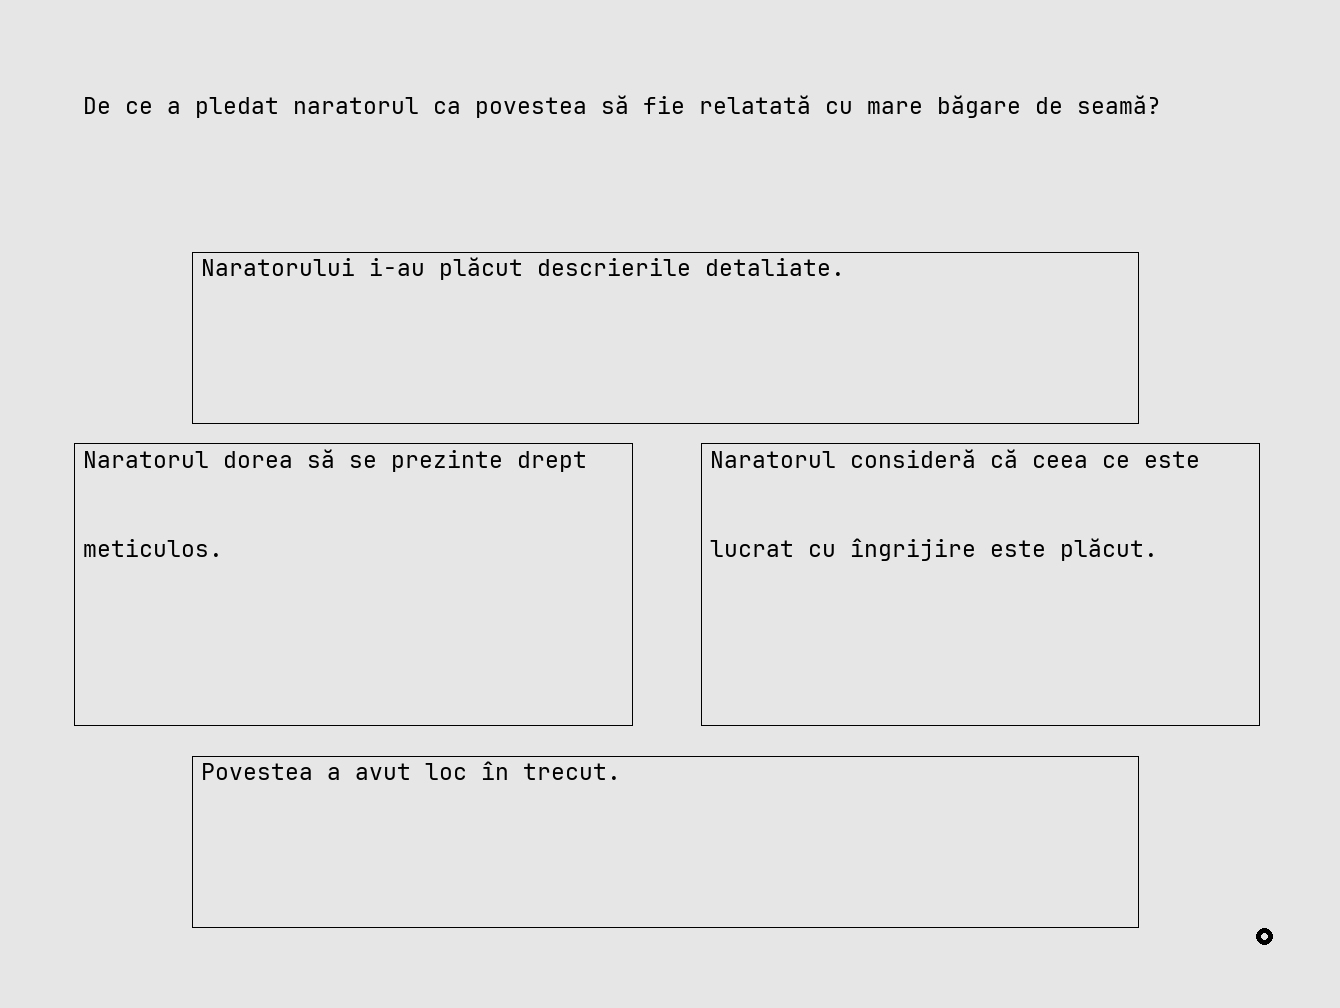 De ce a pledat naratorul ca povestea să fie relatată cu mare băgare de seamă?
Naratorului i-au plăcut descrierile detaliate.
Naratorul dorea să se prezinte drept
meticulos.
Naratorul consideră că ceea ce este
lucrat cu îngrijire este plăcut.
Povestea a avut loc în trecut.